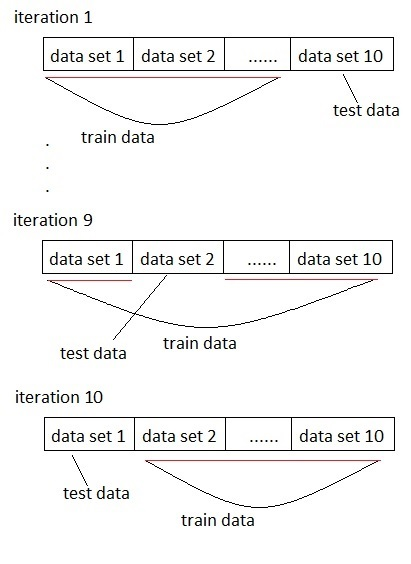 iteration 1
data set 1 data set 2 ...... data set 10
test data
train data
.
.
.
iteration 9
data set 1 data set 2 ...... data set 10
train data
test data
iteration 10
data set 1 data set 2 ...... data set 10
test data
train data